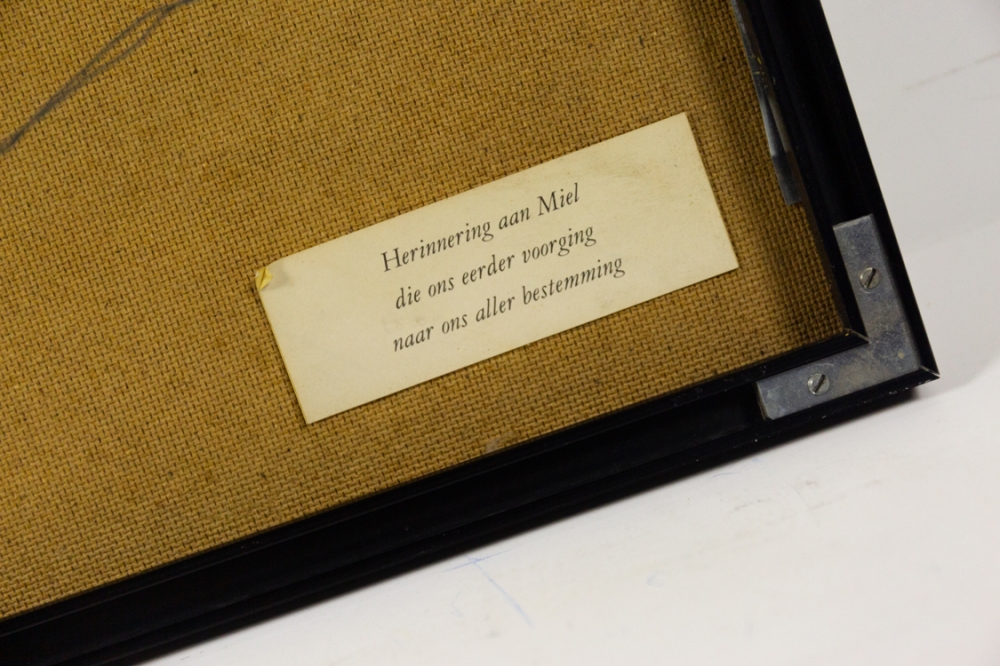 Herinnering aan Miel
die ons eerder voorging
naar ons aller bestemming